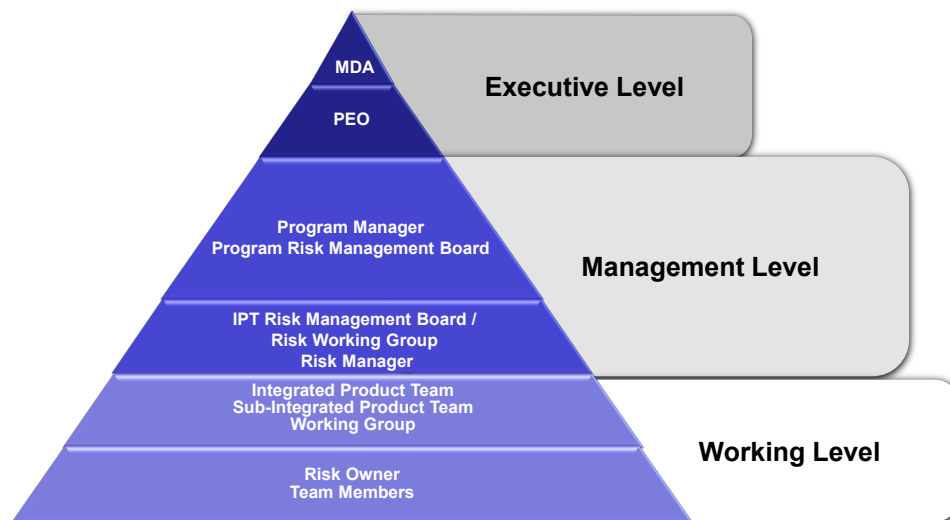 MDA
Executive Level
PEO
Program Manager
Program Risk Management Board
Management Level
IPT Risk Management Board /
Risk Working Group
Risk Manager
Integrated Product Team
Sub-Integrated Product Team
Working Group
Working Level
Risk Owner
Team Members